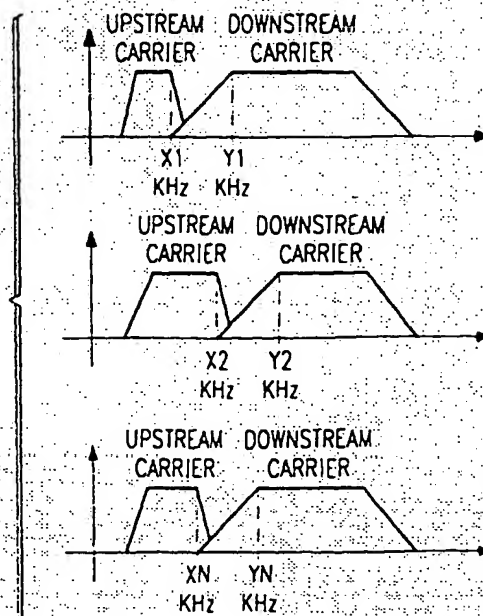 UPSTREAM DOWNSTREAM
CARRIER CARRIER
X1 Y1
KHz KHz
UPSTREAM DOWNSTREAM
CARRIER CARRIER
X2 Y2
KHz KHz
UPSTREAM DOWNSTREAM
CARRIER CARRIER
XN YN
KHz KHz